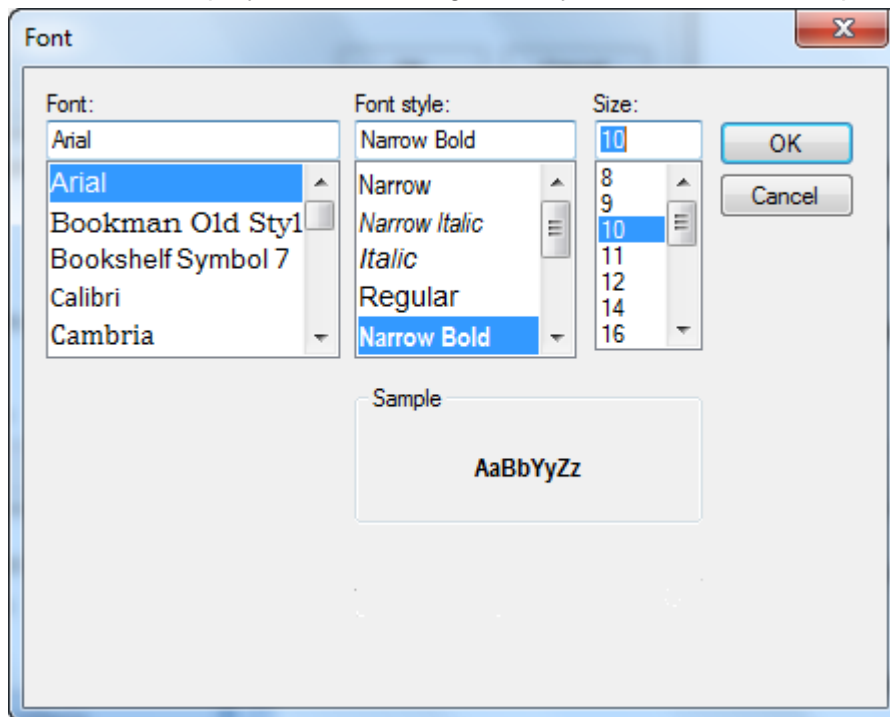 Font
X
Font:
Font style:
Size:
Arial
Narrow Bold
10
OK
Arial
Bookman Old Styl
Bookshelf Symbol 7
Calibri
Cambria
Narrow
Narrow Italic
Italic
Regular
Narrow Bold
8
9
10
11
12
14
16
Cancel
Sample
AaBbYyZz